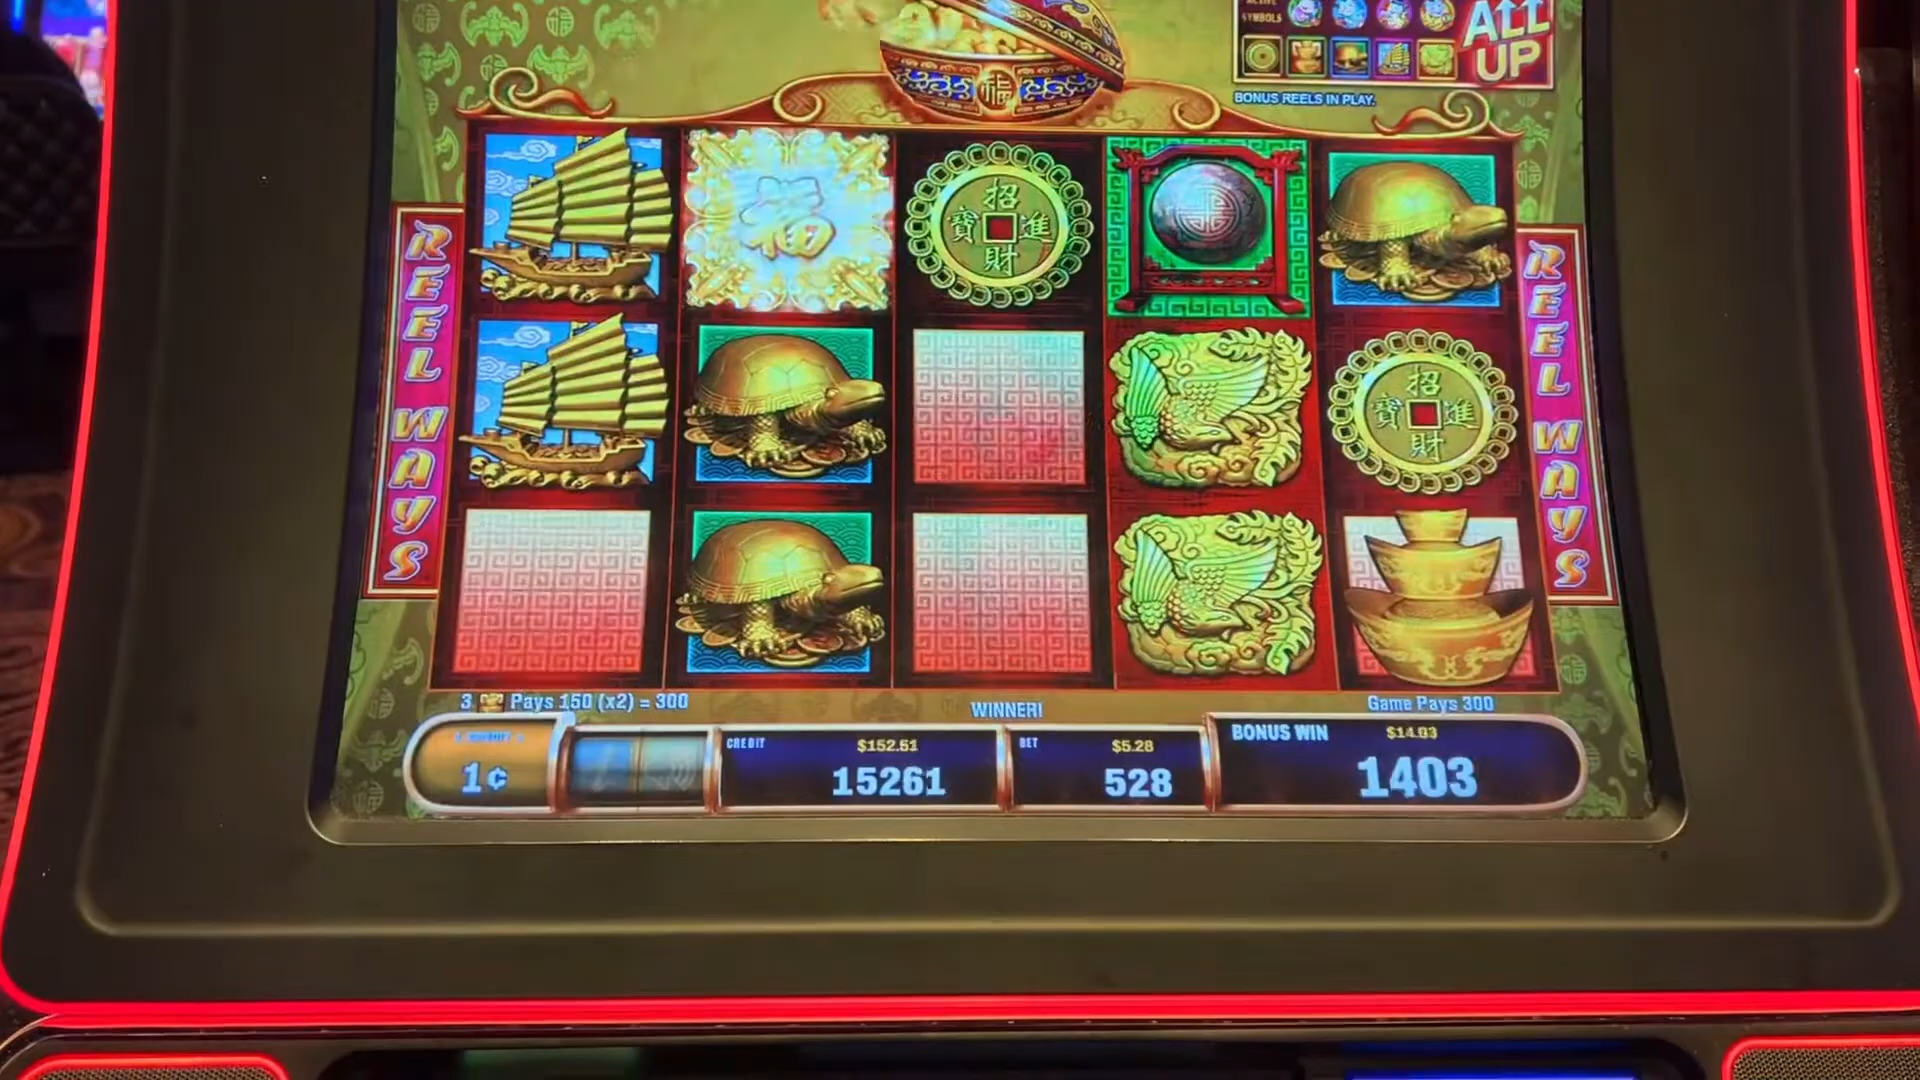 SYMBOLS
ALL
UP
BONUS REELS IN PLAY.
福
招
寶 進
財
招
寶 進
財
REEL WAYS
REEL WAYS
3 Pays 150 (x2) = 300
WINNER!
Game Pays 300
1¢
CREDIT
$152.61
15261
BET
$5.28
528
BONUS WIN
$14.03
1403